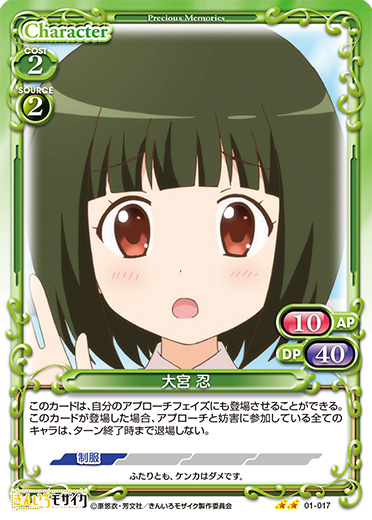 Precious Memories
Character
COST
2
SOURCE
2
10 AP
DP 40
大宮 忍
このカードは、自分のアプローチフェイズにも登場させることができる。
このカードが登場した場合、アプローチと妨害に参加している全ての
キャラは、ターン終了時まで退場しない。
制服
ふたりとも、ケンカはダメです。
きんいろモザイク
©原悠衣・芳文社／きんいろモザイク製作委員会
01-017